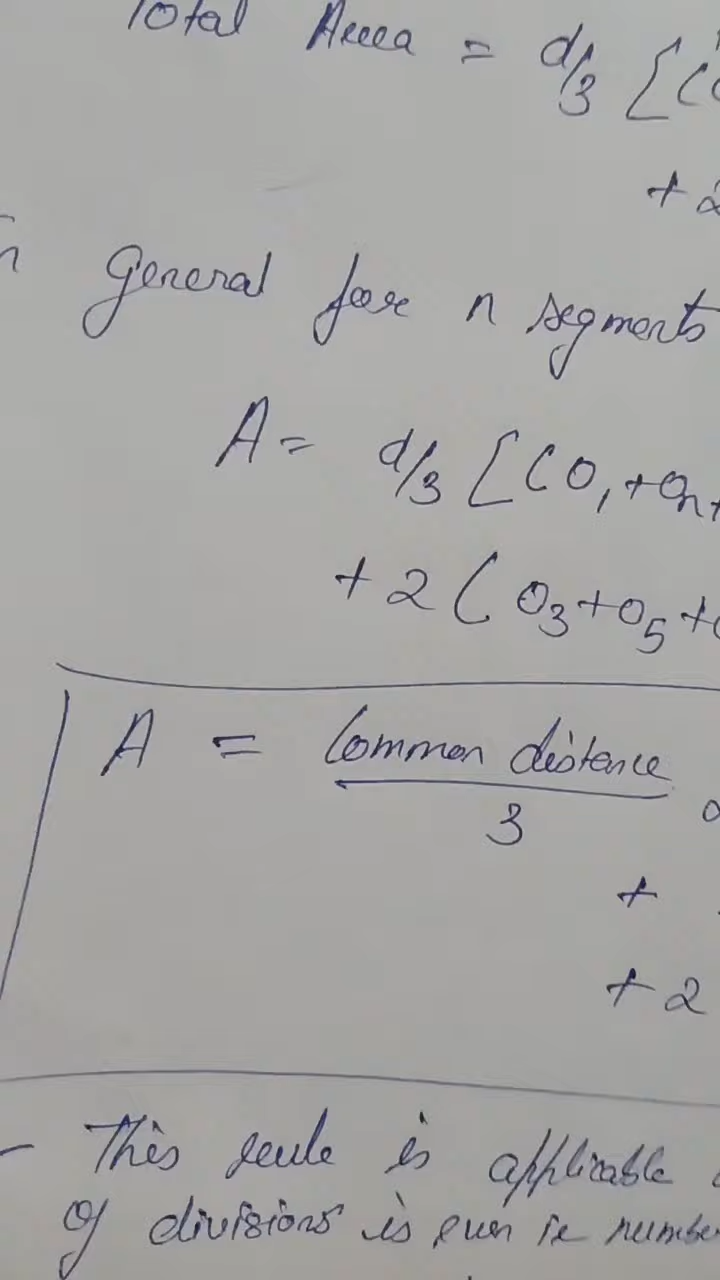 Total Area = d/3 [(O
+ 2
n General for n segments
A = d/3 [(O₁+On+
+ 2 (O₃+O₅+
A = Common distance
3
+
+ 2
- This rule is applicable
of divisions is even ie number